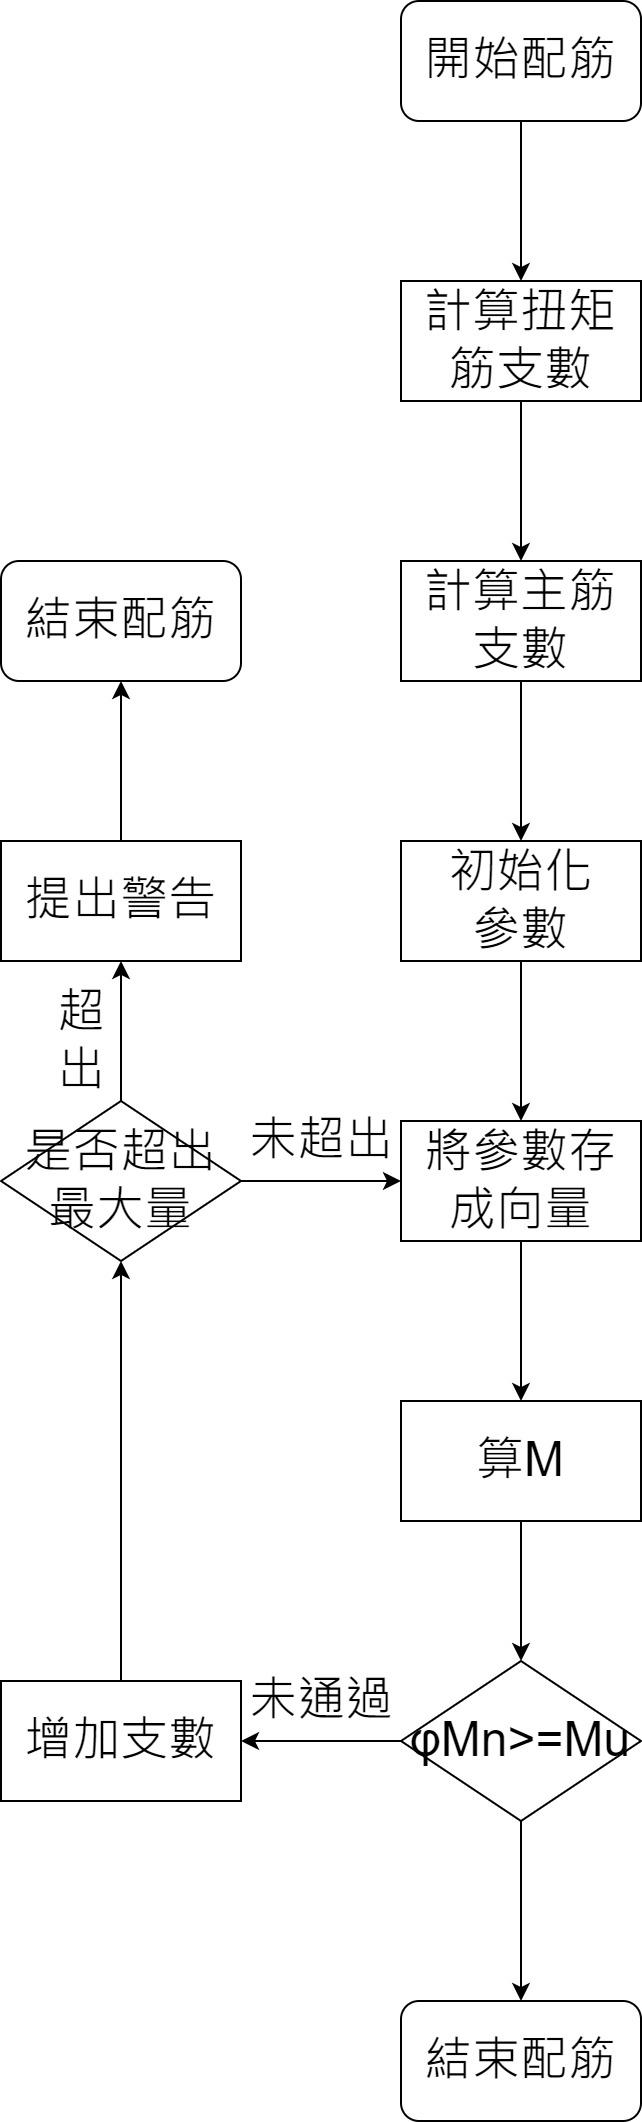 開始配筋
計算扭矩
筋支數
計算主筋
支數
結束配筋
初始化
參數
提出警告
超
出
是否超出
最大量
未超出
將參數存
成向量
算M
未通過
增加支數
φMn>=Mu
結束配筋